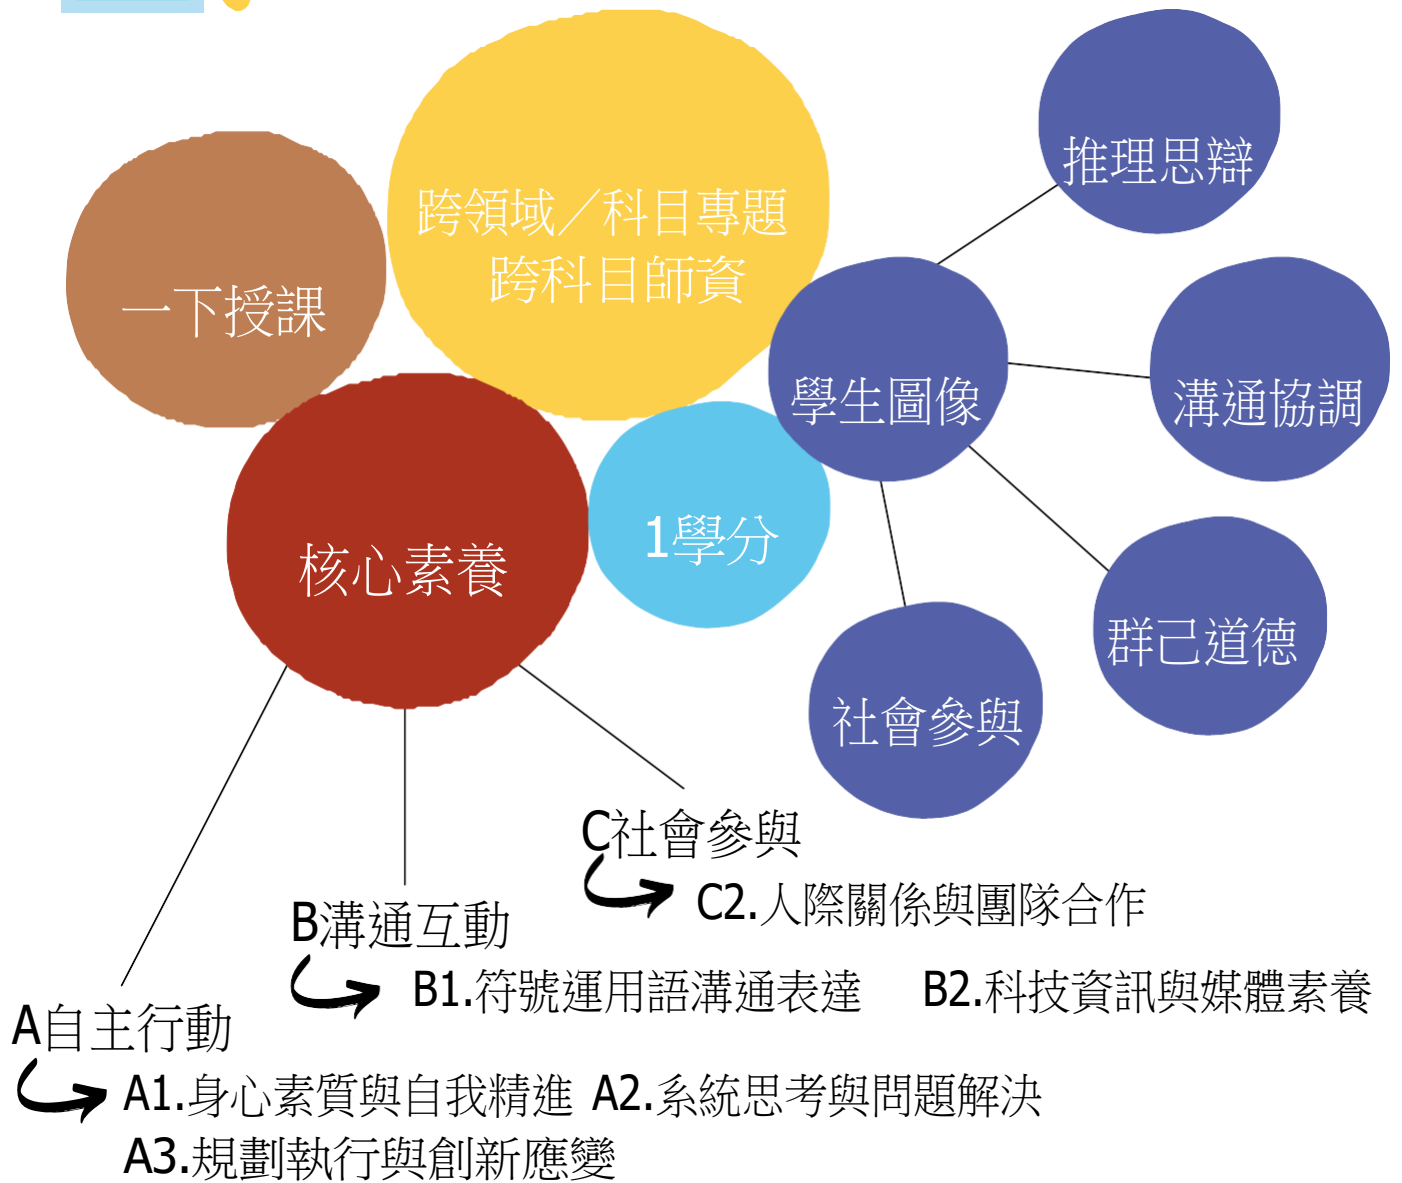 跨領域／科目專題
跨科目師資
一下授課
核心素養
1學分
學生圖像
推理思辯
溝通協調
群己道德
社會參與
C社會參與
C2.人際關係與團隊合作
B溝通互動
B1.符號運用語溝通表達 B2.科技資訊與媒體素養
A自主行動
A1.身心素質與自我精進 A2.系統思考與問題解決
A3.規劃執行與創新應變